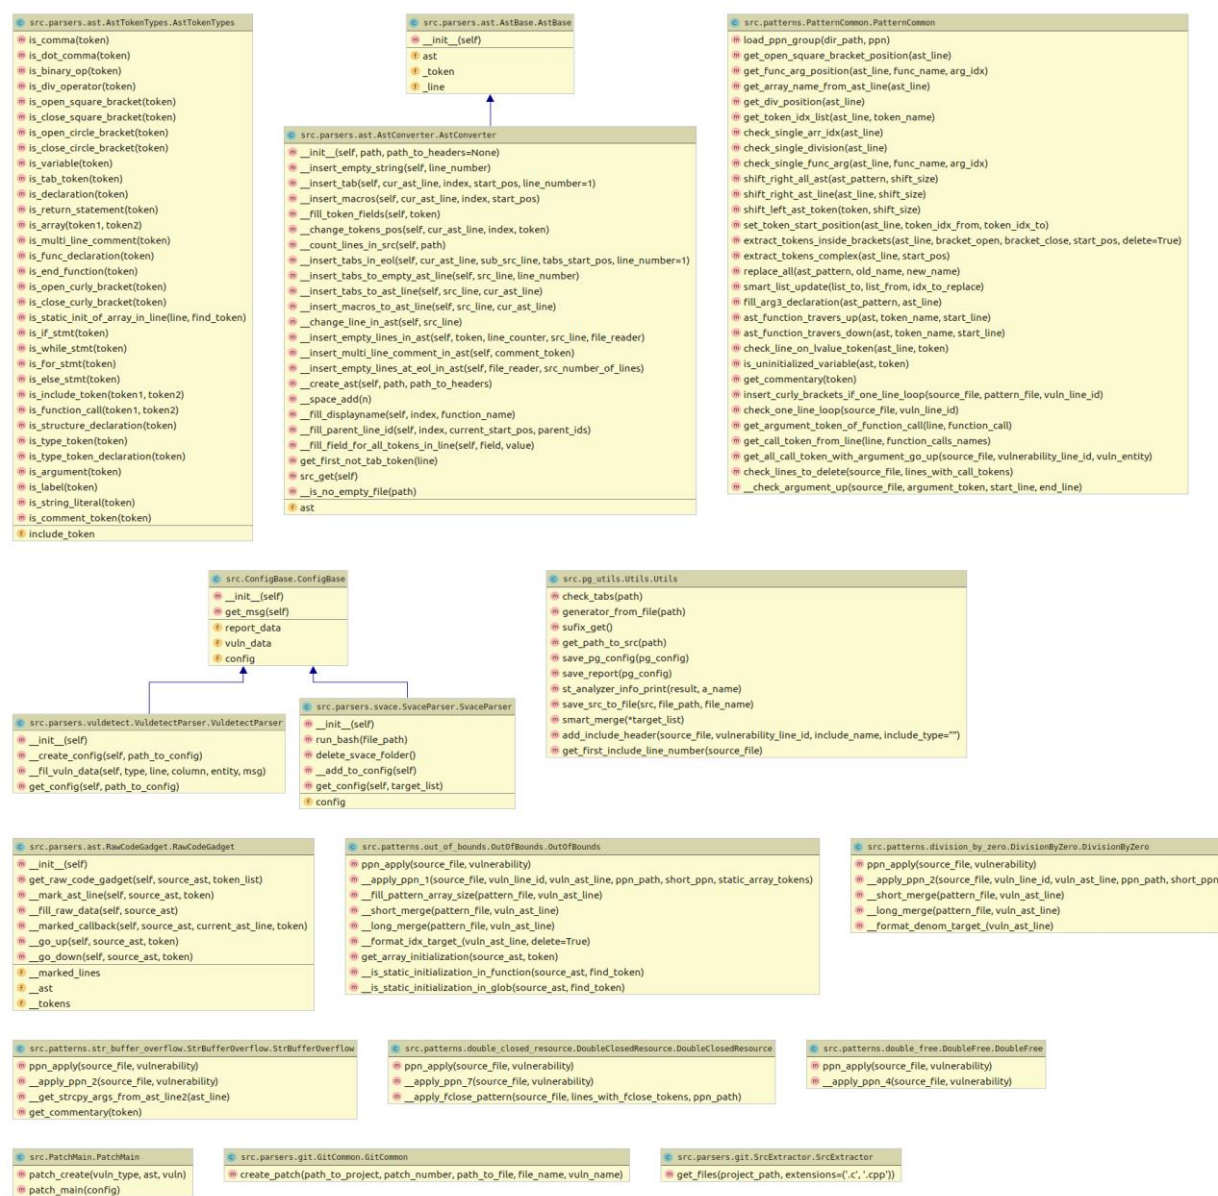 src.parsers.ast.AstTokenTypes.AstTokenTypes
is_comma(token)
is_dot_comma(token)
is_binary_op(token)
is_div_operator(token)
is_open_square_bracket(token)
is_close_square_bracket(token)
is_open_circle_bracket(token)
is_close_circle_bracket(token)
is_variable(token)
is_tab_token(token)
is_declaration(token)
is_return_statement(token)
is_array(token1, token2)
is_multi_line_comment(token)
is_func_declaration(token)
is_end_function(token)
is_open_curly_bracket(token)
is_close_curly_bracket(token)
is_static_init_of_array_in_line(line, find_token)
is_if_stmt(token)
is_while_stmt(token)
is_for_stmt(token)
is_else_stmt(token)
is_include_token(token1, token2)
is_function_call(token1, token2)
is_structure_declaration(token)
is_type_token(token)
is_type_token_declaration(token)
is_argument(token)
is_label(token)
is_string_literal(token)
is_comment_token(token)
include_token
src.parsers.ast.AstBase.AstBase
__init__(self)
ast
_token
_line
src.parsers.ast.AstConverter.AstConverter
__init__(self, path, path_to_headers=None)
__insert_empty_string(self, line_number)
__insert_tab(self, cur_ast_line, index, start_pos, line_number=1)
__insert_macros(self, cur_ast_line, index, start_pos)
__fill_token_fields(self, token)
__change_tokens_pos(self, cur_ast_line, index, token)
__count_lines_in_src(self, path)
__insert_tabs_in_eol(self, cur_ast_line, sub_src_line, tabs_start_pos, line_number=1)
__insert_tabs_to_empty_ast_line(self, src_line, line_number)
__insert_tabs_to_ast_line(self, src_line, cur_ast_line)
__insert_macros_to_ast_line(self, src_line, cur_ast_line)
__change_line_in_ast(self, src_line)
__insert_empty_lines_in_ast(self, token, line_counter, src_line, file_reader)
__insert_multi_line_comment_in_ast(self, comment_token)
__insert_empty_lines_at_eol_in_ast(self, file_reader, src_number_of_lines)
__create_ast(self, path, path_to_headers)
__space_add(n)
__fill_displayname(self, index, function_name)
__fill_parent_line_id(self, index, current_start_pos, parent_ids)
__fill_field_for_all_tokens_in_line(self, field, value)
get_first_not_tab_token(line)
src_get(self)
__is_no_empty_file(path)
ast
src.patterns.PatternCommon.PatternCommon
load_ppn_group(dir_path, ppn)
get_open_square_bracket_position(ast_line)
get_func_arg_position(ast_line, func_name, arg_idx)
get_array_name_from_ast_line(ast_line)
get_div_position(ast_line)
get_token_idx_list(ast_line, token_name)
check_single_arr_idx(ast_line)
check_single_division(ast_line)
check_single_func_arg(ast_line, func_name, arg_idx)
shift_right_all_ast(ast_pattern, shift_size)
shift_right_ast_line(ast_line, shift_size)
shift_left_ast_token(token, shift_size)
set_token_start_position(ast_line, token_idx_from, token_idx_to)
extract_tokens_inside_brackets(ast_line, bracket_open, bracket_close, start_pos, delete=True)
extract_tokens_complex(ast_line, start_pos)
replace_all(ast_pattern, old_name, new_name)
smart_list_update(list_to, list_from, idx_to_replace)
fill_arg3_declaration(ast_pattern, ast_line)
ast_function_travers_up(ast, token_name, start_line)
ast_function_travers_down(ast, token_name, start_line)
check_line_on_lvalue_token(ast_line, token)
is_uninitialized_variable(ast, token)
get_commentary(token)
insert_curly_brackets_if_one_line_loop(source_file, pattern_file, vuln_line_id)
check_one_line_loop(source_file, vuln_line_id)
get_argument_token_of_function_call(line, function_call)
get_call_token_from_line(line, function_calls_names)
get_all_call_token_with_argument_go_up(source_file, vulnerability_line_id, vuln_entity)
check_lines_to_delete(source_file, lines_with_call_tokens)
__check_argument_up(source_file, argument_token, start_line, end_line)
src.ConfigBase.ConfigBase
__init__(self)
get_msg(self)
report_data
vuln_data
config
src.pg_utils.Utils.Utils
check_tabs(path)
generator_from_file(path)
sufix_get()
get_path_to_src(path)
save_pg_config(pg_config)
save_report(pg_config)
st_analyzer_info_print(result, a_name)
save_src_to_file(src, file_path, file_name)
smart_merge(*target_list)
add_include_header(source_file, vulnerability_line_id, include_name, include_type="")
get_first_include_line_number(source_file)
src.parsers.vuldetect.VuldetectParser.VuldetectParser
__init__(self)
__create_config(self, path_to_config)
__fil_vuln_data(self, type, line, column, entity, msg)
get_config(self, path_to_config)
src.parsers.svace.SvaceParser.SvaceParser
__init__(self)
run_bash(file_path)
delete_svace_folder()
__add_to_config(self)
get_config(self, target_list)
config
src.parsers.ast.RawCodeGadget.RawCodeGadget
__init__(self)
get_raw_code_gadget(self, source_ast, token_list)
__mark_ast_line(self, source_ast, token)
__fill_raw_data(self, source_ast)
__marked_callback(self, source_ast, current_ast_line, token)
__go_up(self, source_ast, token)
__go_down(self, source_ast, token)
__marked_lines
__ast
__tokens
src.patterns.out_of_bounds.OutOfBounds.OutOfBounds
ppn_apply(source_file, vulnerability)
__apply_ppn_1(source_file, vuln_line_id, vuln_ast_line, ppn_path, short_ppn, static_array_tokens)
__fill_pattern_array_size(pattern_file, vuln_ast_line)
__short_merge(pattern_file, vuln_ast_line)
__long_merge(pattern_file, vuln_ast_line)
__format_idx_target_(vuln_ast_line, delete=True)
get_array_initialization(source_ast, token)
__is_static_initialization_in_function(source_ast, find_token)
__is_static_initialization_in_glob(source_ast, find_token)
src.patterns.division_by_zero.DivisionByZero.DivisionByZero
ppn_apply(source_file, vulnerability)
__apply_ppn_2(source_file, vuln_line_id, vuln_ast_line, ppn_path, short_ppn
__short_merge(pattern_file, vuln_ast_line)
__long_merge(pattern_file, vuln_ast_line)
__format_denom_target_(vuln_ast_line)
src.patterns.str_buffer_overflow.StrBufferOverflow.StrBufferOverflow
ppn_apply(source_file, vulnerability)
__apply_ppn_2(source_file, vulnerability)
__get_strcpy_args_from_ast_line2(ast_line)
get_commentary(token)
src.patterns.double_closed_resource.DoubleClosedResource.DoubleClosedResource
ppn_apply(source_file, vulnerability)
__apply_ppn_7(source_file, vulnerability)
__apply_fclose_pattern(source_file, lines_with_fclose_tokens, ppn_path)
src.patterns.double_free.DoubleFree.DoubleFree
ppn_apply(source_file, vulnerability)
__apply_ppn_4(source_file, vulnerability)
src.PatchMain.PatchMain
patch_create(vuln_type, ast, vuln)
patch_main(config)
src.parsers.git.GitCommon.GitCommon
create_patch(path_to_project, patch_number, path_to_file, file_name, vuln_name)
src.parsers.git.SrcExtractor.SrcExtractor
get_files(project_path, extensions=('.c', '.cpp'))